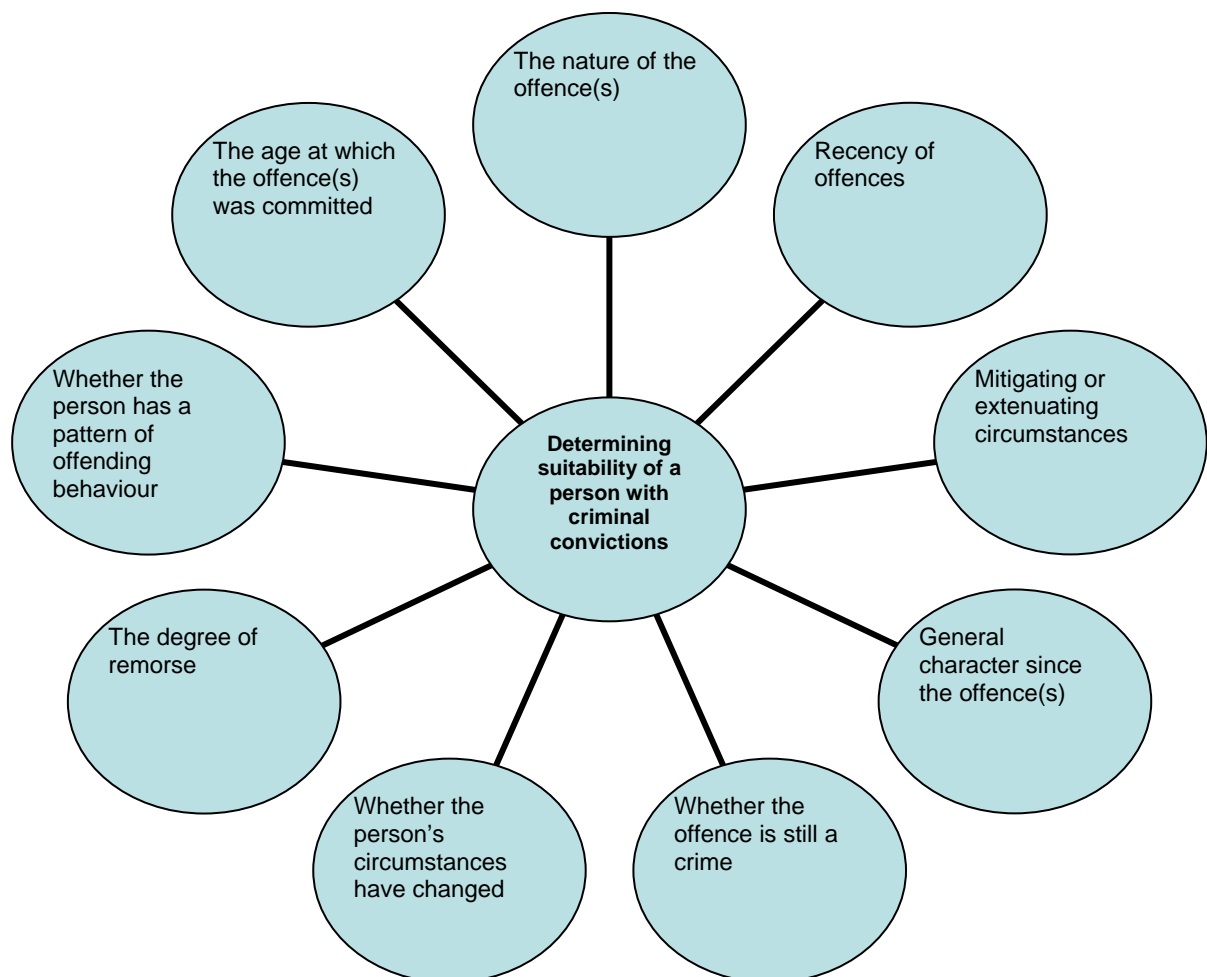 The nature of the
offence(s)
Recency of
offences
Mitigating or
extenuating
circumstances
General
character since
the offence(s)
Whether the
offence is still a
crime
Whether the
person's
circumstances
have changed
The degree of
remorse
Whether the
person has a
pattern of
offending
behaviour
The age at which
the offence(s)
was committed
Determining
suitability of a
person with
criminal
convictions